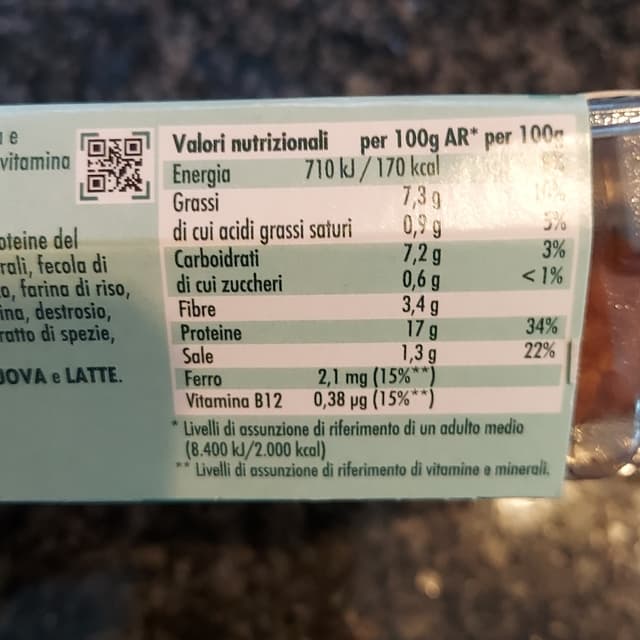 e
vitamina
oteine del
rali, fecola di
o, farina di riso,
ina, destrosio,
ratto di spezie,
UOVA e LATTE.
Valori nutrizionali per 100g AR* per 100g
Energia 710 kJ / 170 kcal
Grassi 7,3 g
di cui acidi grassi saturi 0,9 g 5%
Carboidrati 7,2 g 3%
di cui zuccheri 0,6 g <1%
Fibre 3,4 g
Proteine 17 g 34%
Sale 1,3 g 22%
Ferro 2,1 mg (15%**)
Vitamina B12 0,38 µg (15%**)
* Livelli di assunzione di riferimento di un adulto medio
(8.400 kJ/2.000 kcal)
** Livelli di assunzione di riferimento di vitamine e minerali.